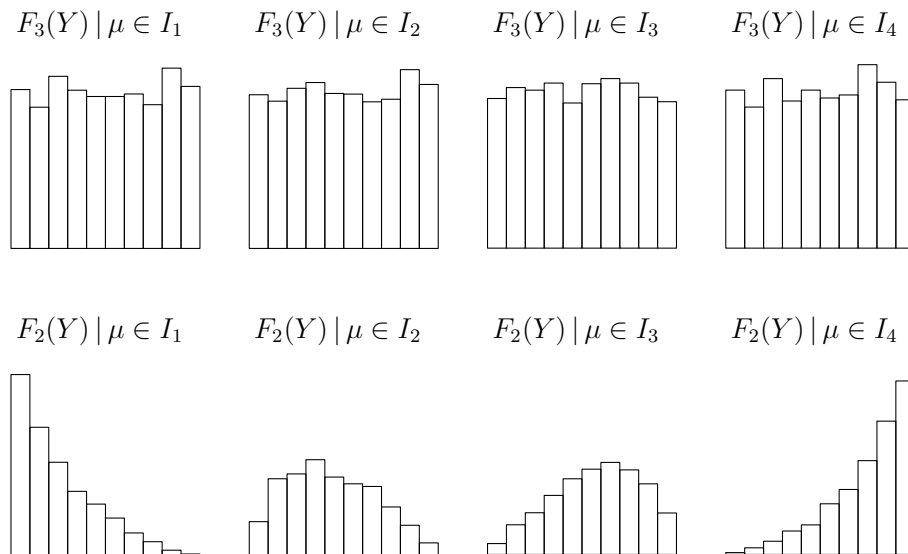 F₃(Y) | μ ∈ I₁ F₃(Y) | μ ∈ I₂ F₃(Y) | μ ∈ I₃ F₃(Y) | μ ∈ I₄
F₂(Y) | μ ∈ I₁ F₂(Y) | μ ∈ I₂ F₂(Y) | μ ∈ I₃ F₂(Y) | μ ∈ I₄